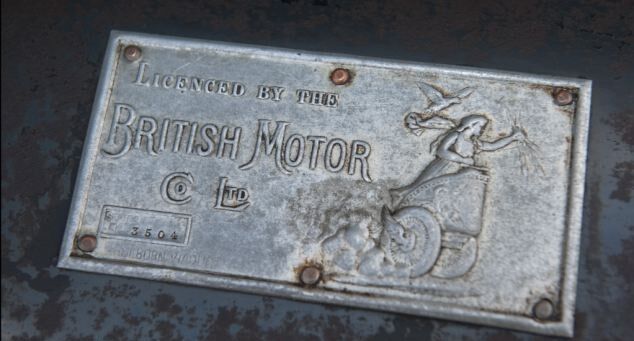 LICENCED BY THE
BRITISH MOTOR
Co LTD
3504